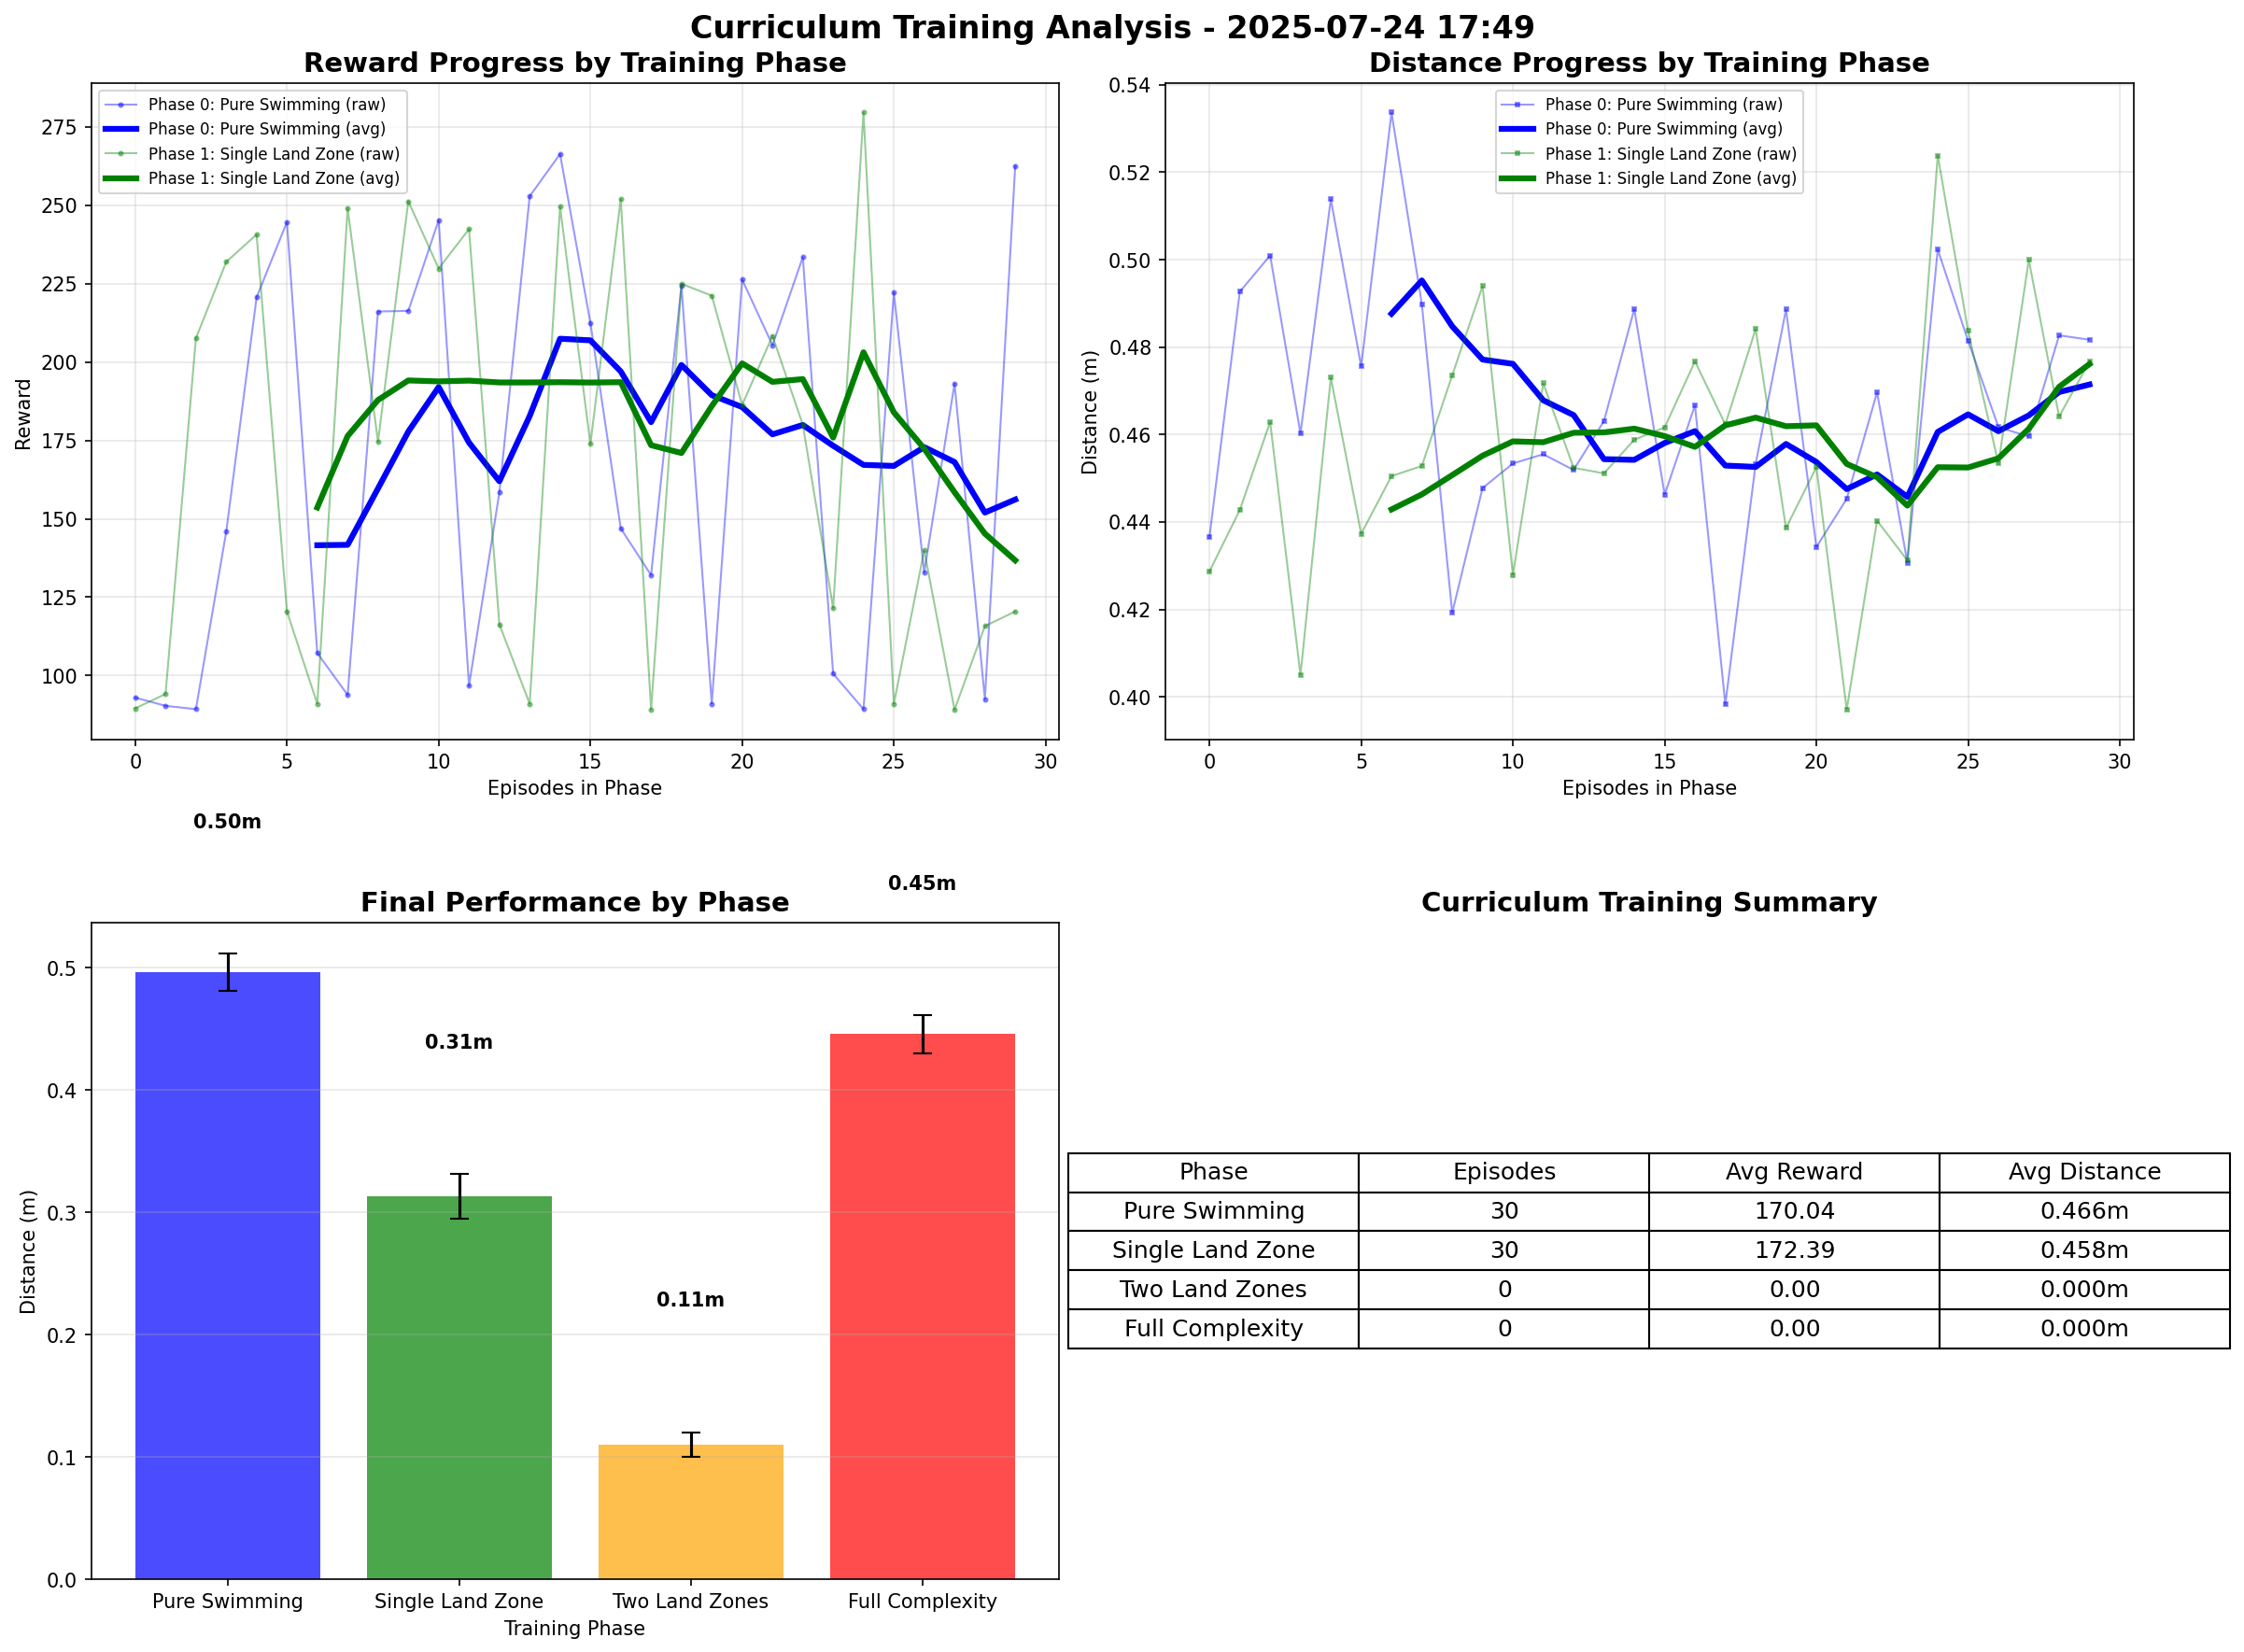 Curriculum Training Analysis - 2025-07-24 17:49
Reward Progress by Training Phase
Phase 0: Pure Swimming (raw)
Phase 0: Pure Swimming (avg)
Phase 1: Single Land Zone (raw)
Phase 1: Single Land Zone (avg)
275
250
225
200
175
150
125
100
Reward
0 5 10 15 20 25 30
Episodes in Phase
Distance Progress by Training Phase
Phase 0: Pure Swimming (raw)
Phase 0: Pure Swimming (avg)
Phase 1: Single Land Zone (raw)
Phase 1: Single Land Zone (avg)
0.54
0.52
0.50
0.48
0.46
0.44
0.42
0.40
Distance (m)
0 5 10 15 20 25 30
Episodes in Phase
Final Performance by Phase
0.50m
0.45m
0.31m
0.11m
0.5
0.4
0.3
0.2
0.1
0.0
Distance (m)
Pure Swimming Single Land Zone Two Land Zones Full Complexity
Training Phase
Curriculum Training Summary
Phase Episodes Avg Reward Avg Distance
Pure Swimming 30 170.04 0.466m
Single Land Zone 30 172.39 0.458m
Two Land Zones 0 0.00 0.000m
Full Complexity 0 0.00 0.000m